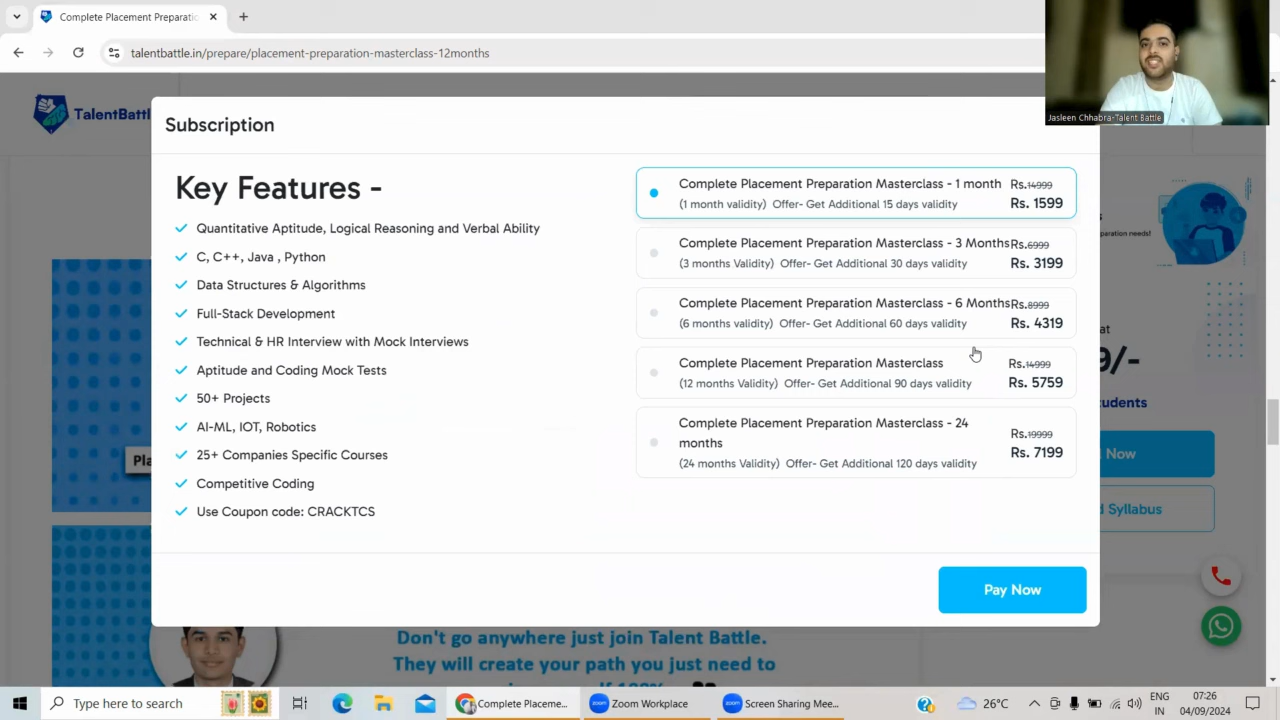 Complete Placement Preparatio
talentbattle.in/prepare/placement-preparation-masterclass-12months
Jasleen Chhabra-Talent Battle
TalentBattl
Subscription
Key Features -
Quantitative Aptitude, Logical Reasoning and Verbal Ability
C, C++, Java , Python
Data Structures & Algorithms
Full-Stack Development
Technical & HR Interview with Mock Interviews
Aptitude and Coding Mock Tests
50+ Projects
AI-ML, IOT, Robotics
25+ Companies Specific Courses
Competitive Coding
Use Coupon code: CRACKTCS
Complete Placement Preparation Masterclass - 1 month Rs.14999
(1 month validity) Offer- Get Additional 15 days validity Rs. 1599
Complete Placement Preparation Masterclass - 3 Months Rs.6999
(3 months Validity) Offer- Get Additional 30 days validity Rs. 3199
Complete Placement Preparation Masterclass - 6 Months Rs.8999
(6 months validity) Offer- Get Additional 60 days validity Rs. 4319
Complete Placement Preparation Masterclass Rs.14999
(12 months Validity) Offer- Get Additional 90 days validity Rs. 5759
Complete Placement Preparation Masterclass - 24
months
Rs.19999
Rs. 7199
(24 months Validity) Offer- Get Additional 120 days validity
Pay Now
s
preparation needs!
at
9/-
tudents
l Now
d Syllabus
Pla
Don't go anywhere just join Talent Battle.
They will create your path you just need to
Type here to search
Complete Placeme...
Zoom Workplace
Screen Sharing Mee...
26°C
ENG
IN
07:26
04/09/2024